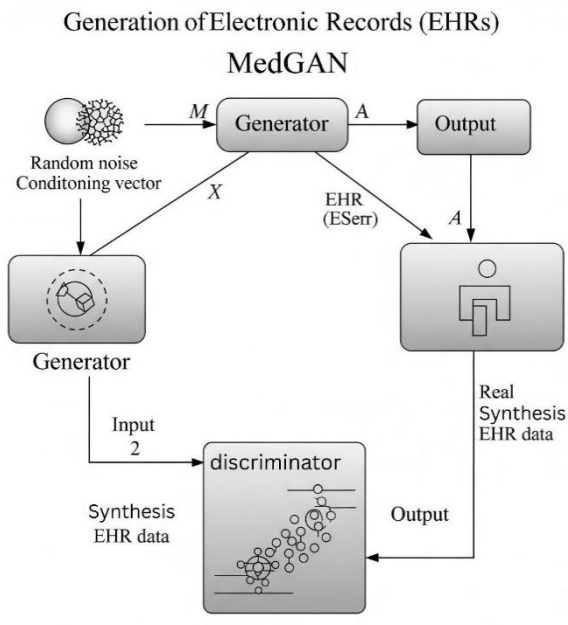 Generation of Electronic Records (EHRs)
MedGAN
M
Generator
A
Output
Random noise
Conditoning vector
X
EHR
(ESerr)
A
Generator
Real
Synthesis
EHR data
Input
2
discriminator
Synthesis
EHR data
Output